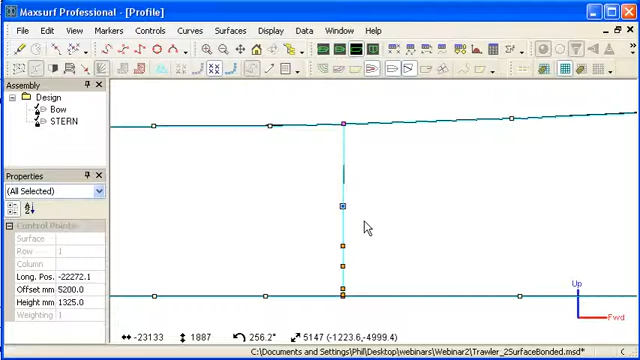 Maxsurf Professional - [Profile]
File Edit View Markers Controls Curves Surfaces Display Data Window Help
Assembly
Design
Bow
STERN
Properties
(All Selected)
Control Points
Surface
Row 1
Column
Long. Pos. -22272.1
Offset mm 5200.0
Height mm 1325.0
Weighting 1
Up
Fwd
-23133 1887 256.2° 5147 (-1223.6,-4999.4)
C:\Documents and Settings\Phil\Desktop\webinars\Webinar2\Trawler_2SurfaceBonded.msd*